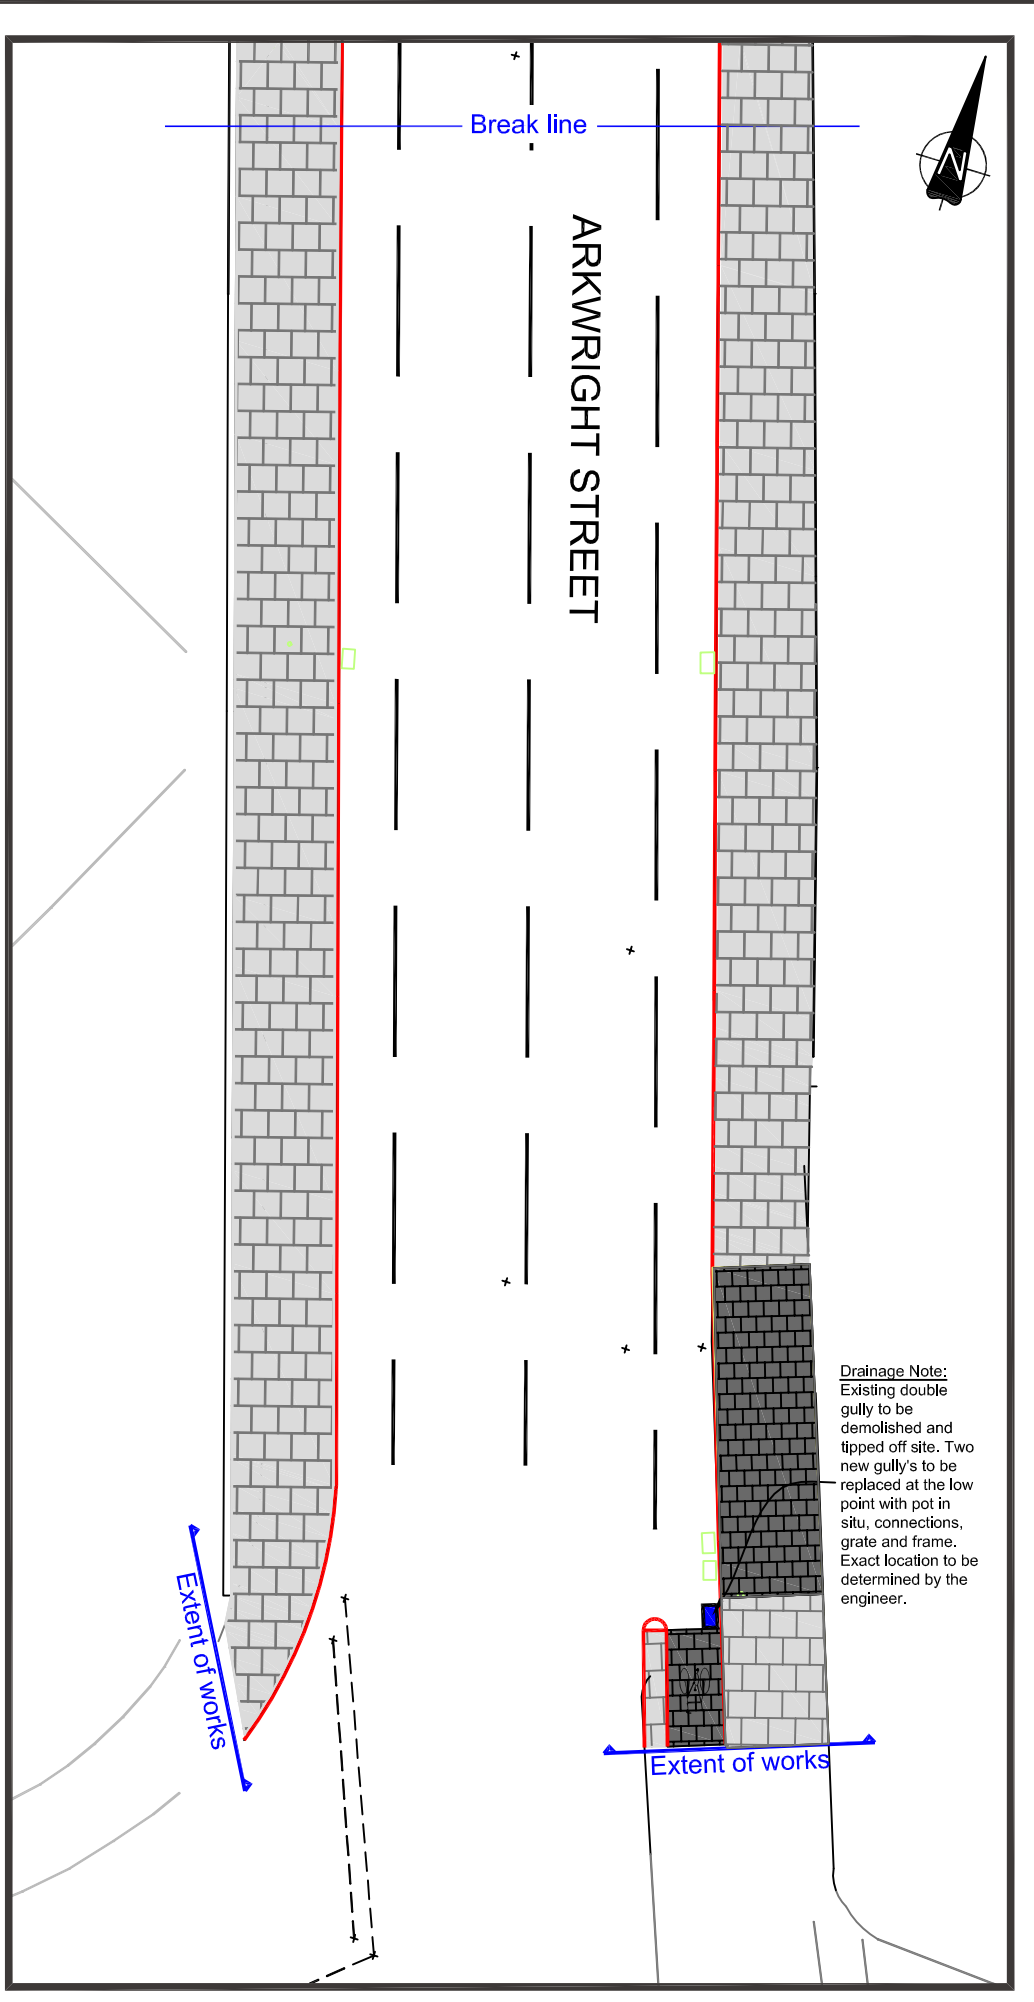 Break line
N
ARKWRIGHT STREET
Drainage Note:
Existing double
gully to be
demolished and
tipped off site. Two
new gully's to be
replaced at the low
point with pot in
situ, connections,
grate and frame.
Exact location to be
determined by the
engineer.
Extent of works
Extent of works